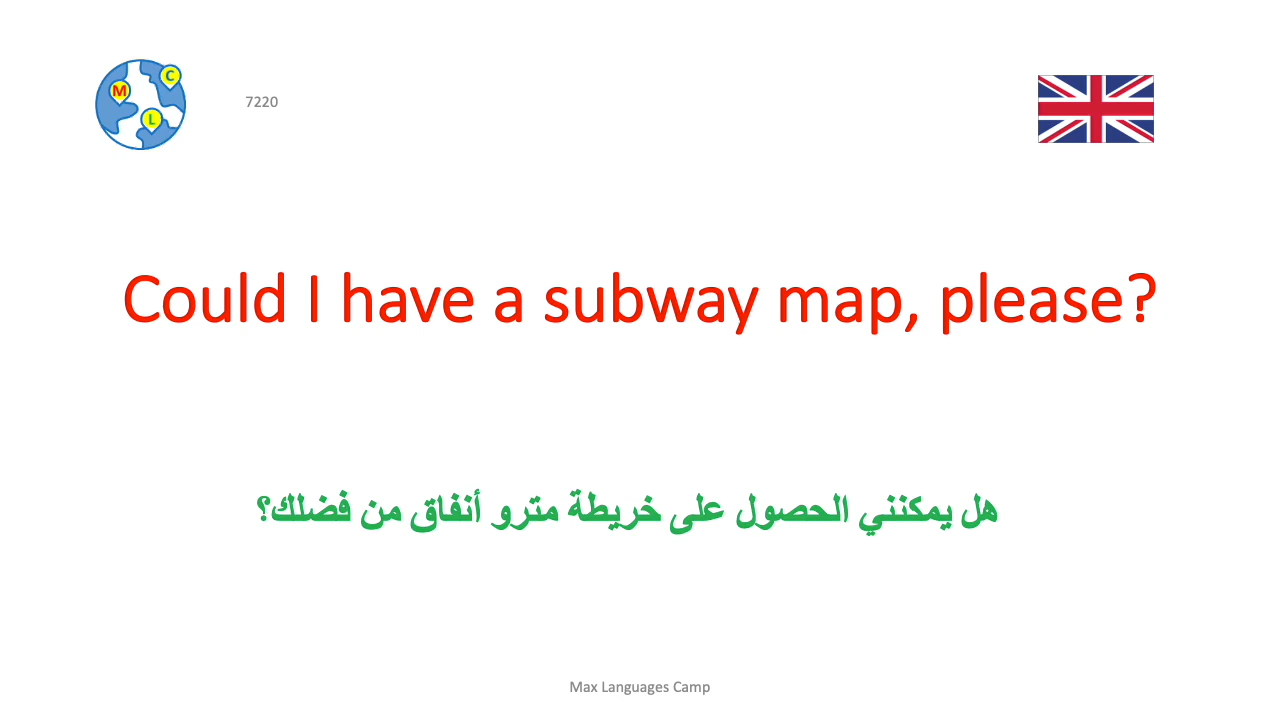 M
C
L
7220
Could I have a subway map, please?
هل يمكنني الحصول على خريطة مترو أنفاق من فضلك؟
Max Languages Camp